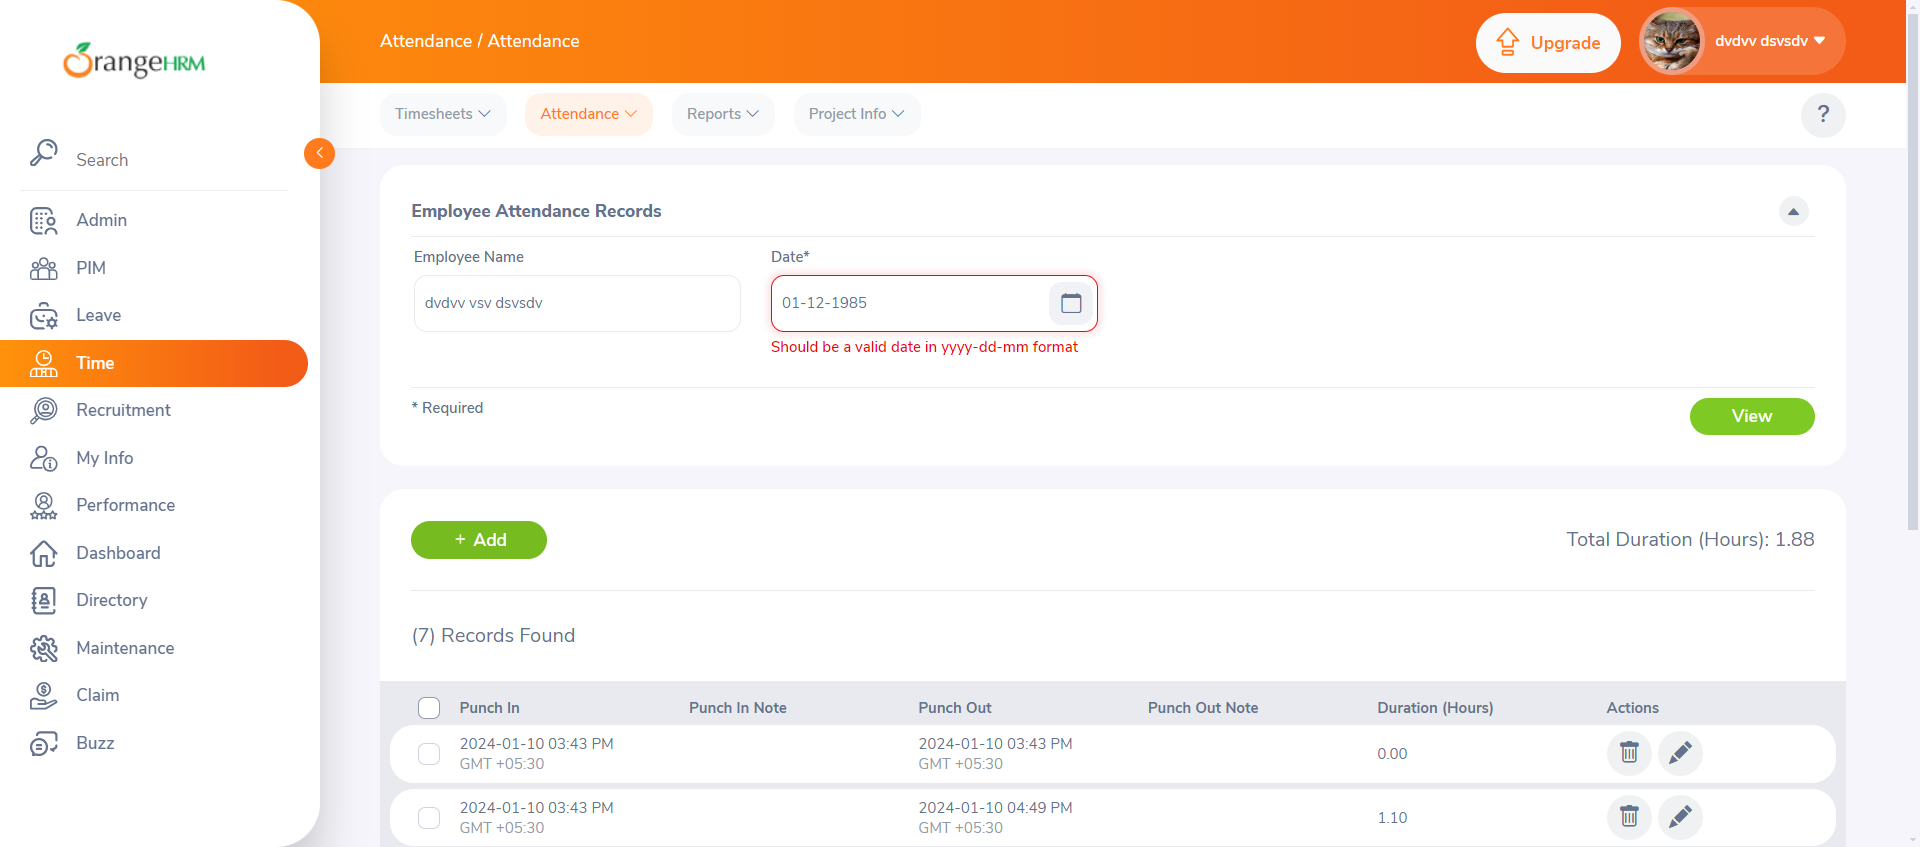 OrangeHRM
Search
Admin
PIM
Leave
Time
Recruitment
My Info
Performance
Dashboard
Directory
Maintenance
Claim
Buzz
Attendance / Attendance
Upgrade
dvdvv dsvsdv
Timesheets
Attendance
Reports
Project Info
?
Employee Attendance Records
Employee Name
Date*
dvdvv vsv dsvsdv
01-12-1985
Should be a valid date in yyyy-dd-mm format
* Required
View
+ Add
Total Duration (Hours): 1.88
(7) Records Found
Punch In Punch In Note Punch Out Punch Out Note Duration (Hours) Actions
2024-01-10 03:43 PM 2024-01-10 03:43 PM 0.00
GMT +05:30 GMT +05:30
2024-01-10 03:43 PM 2024-01-10 04:49 PM 1.10
GMT +05:30 GMT +05:30